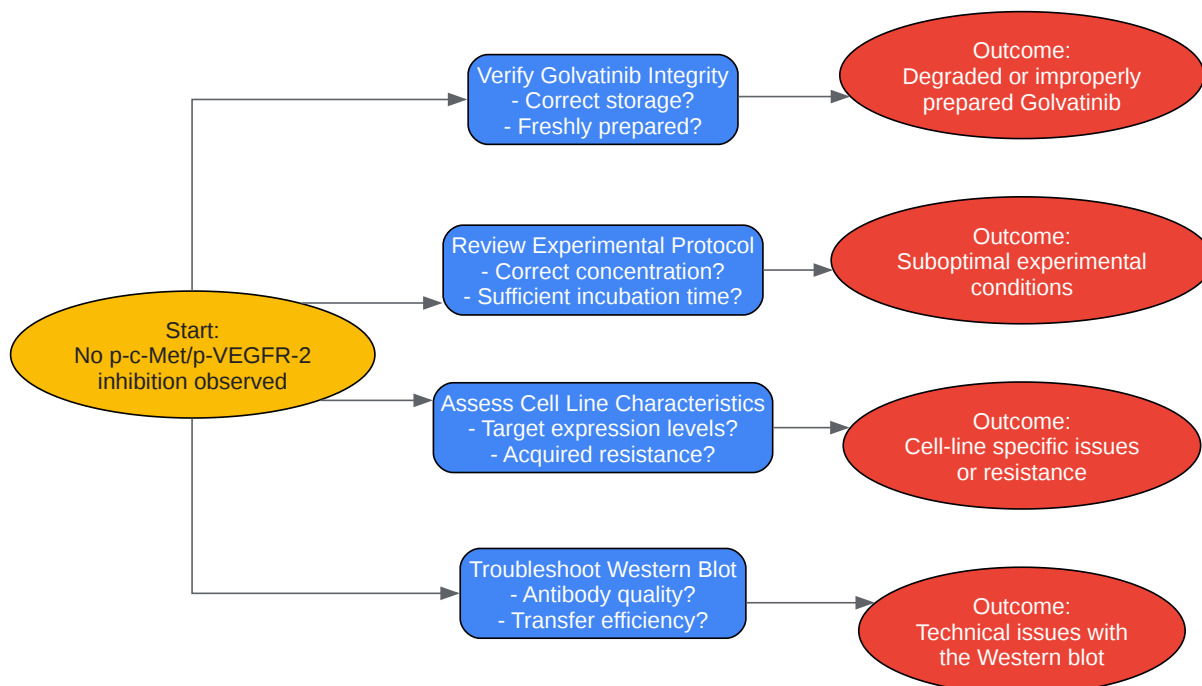 Start:
No p-c-Met/p-VEGFR-2
inhibition observed
Verify Golvatinib Integrity
- Correct storage?
- Freshly prepared?
Outcome:
Degraded or improperly
prepared Golvatinib
Review Experimental Protocol
- Correct concentration?
- Sufficient incubation time?
Outcome:
Suboptimal experimental
conditions
Assess Cell Line Characteristics
- Target expression levels?
- Acquired resistance?
Outcome:
Cell-line specific issues
or resistance
Troubleshoot Western Blot
- Antibody quality?
- Transfer efficiency?
Outcome:
Technical issues with
the Western blot